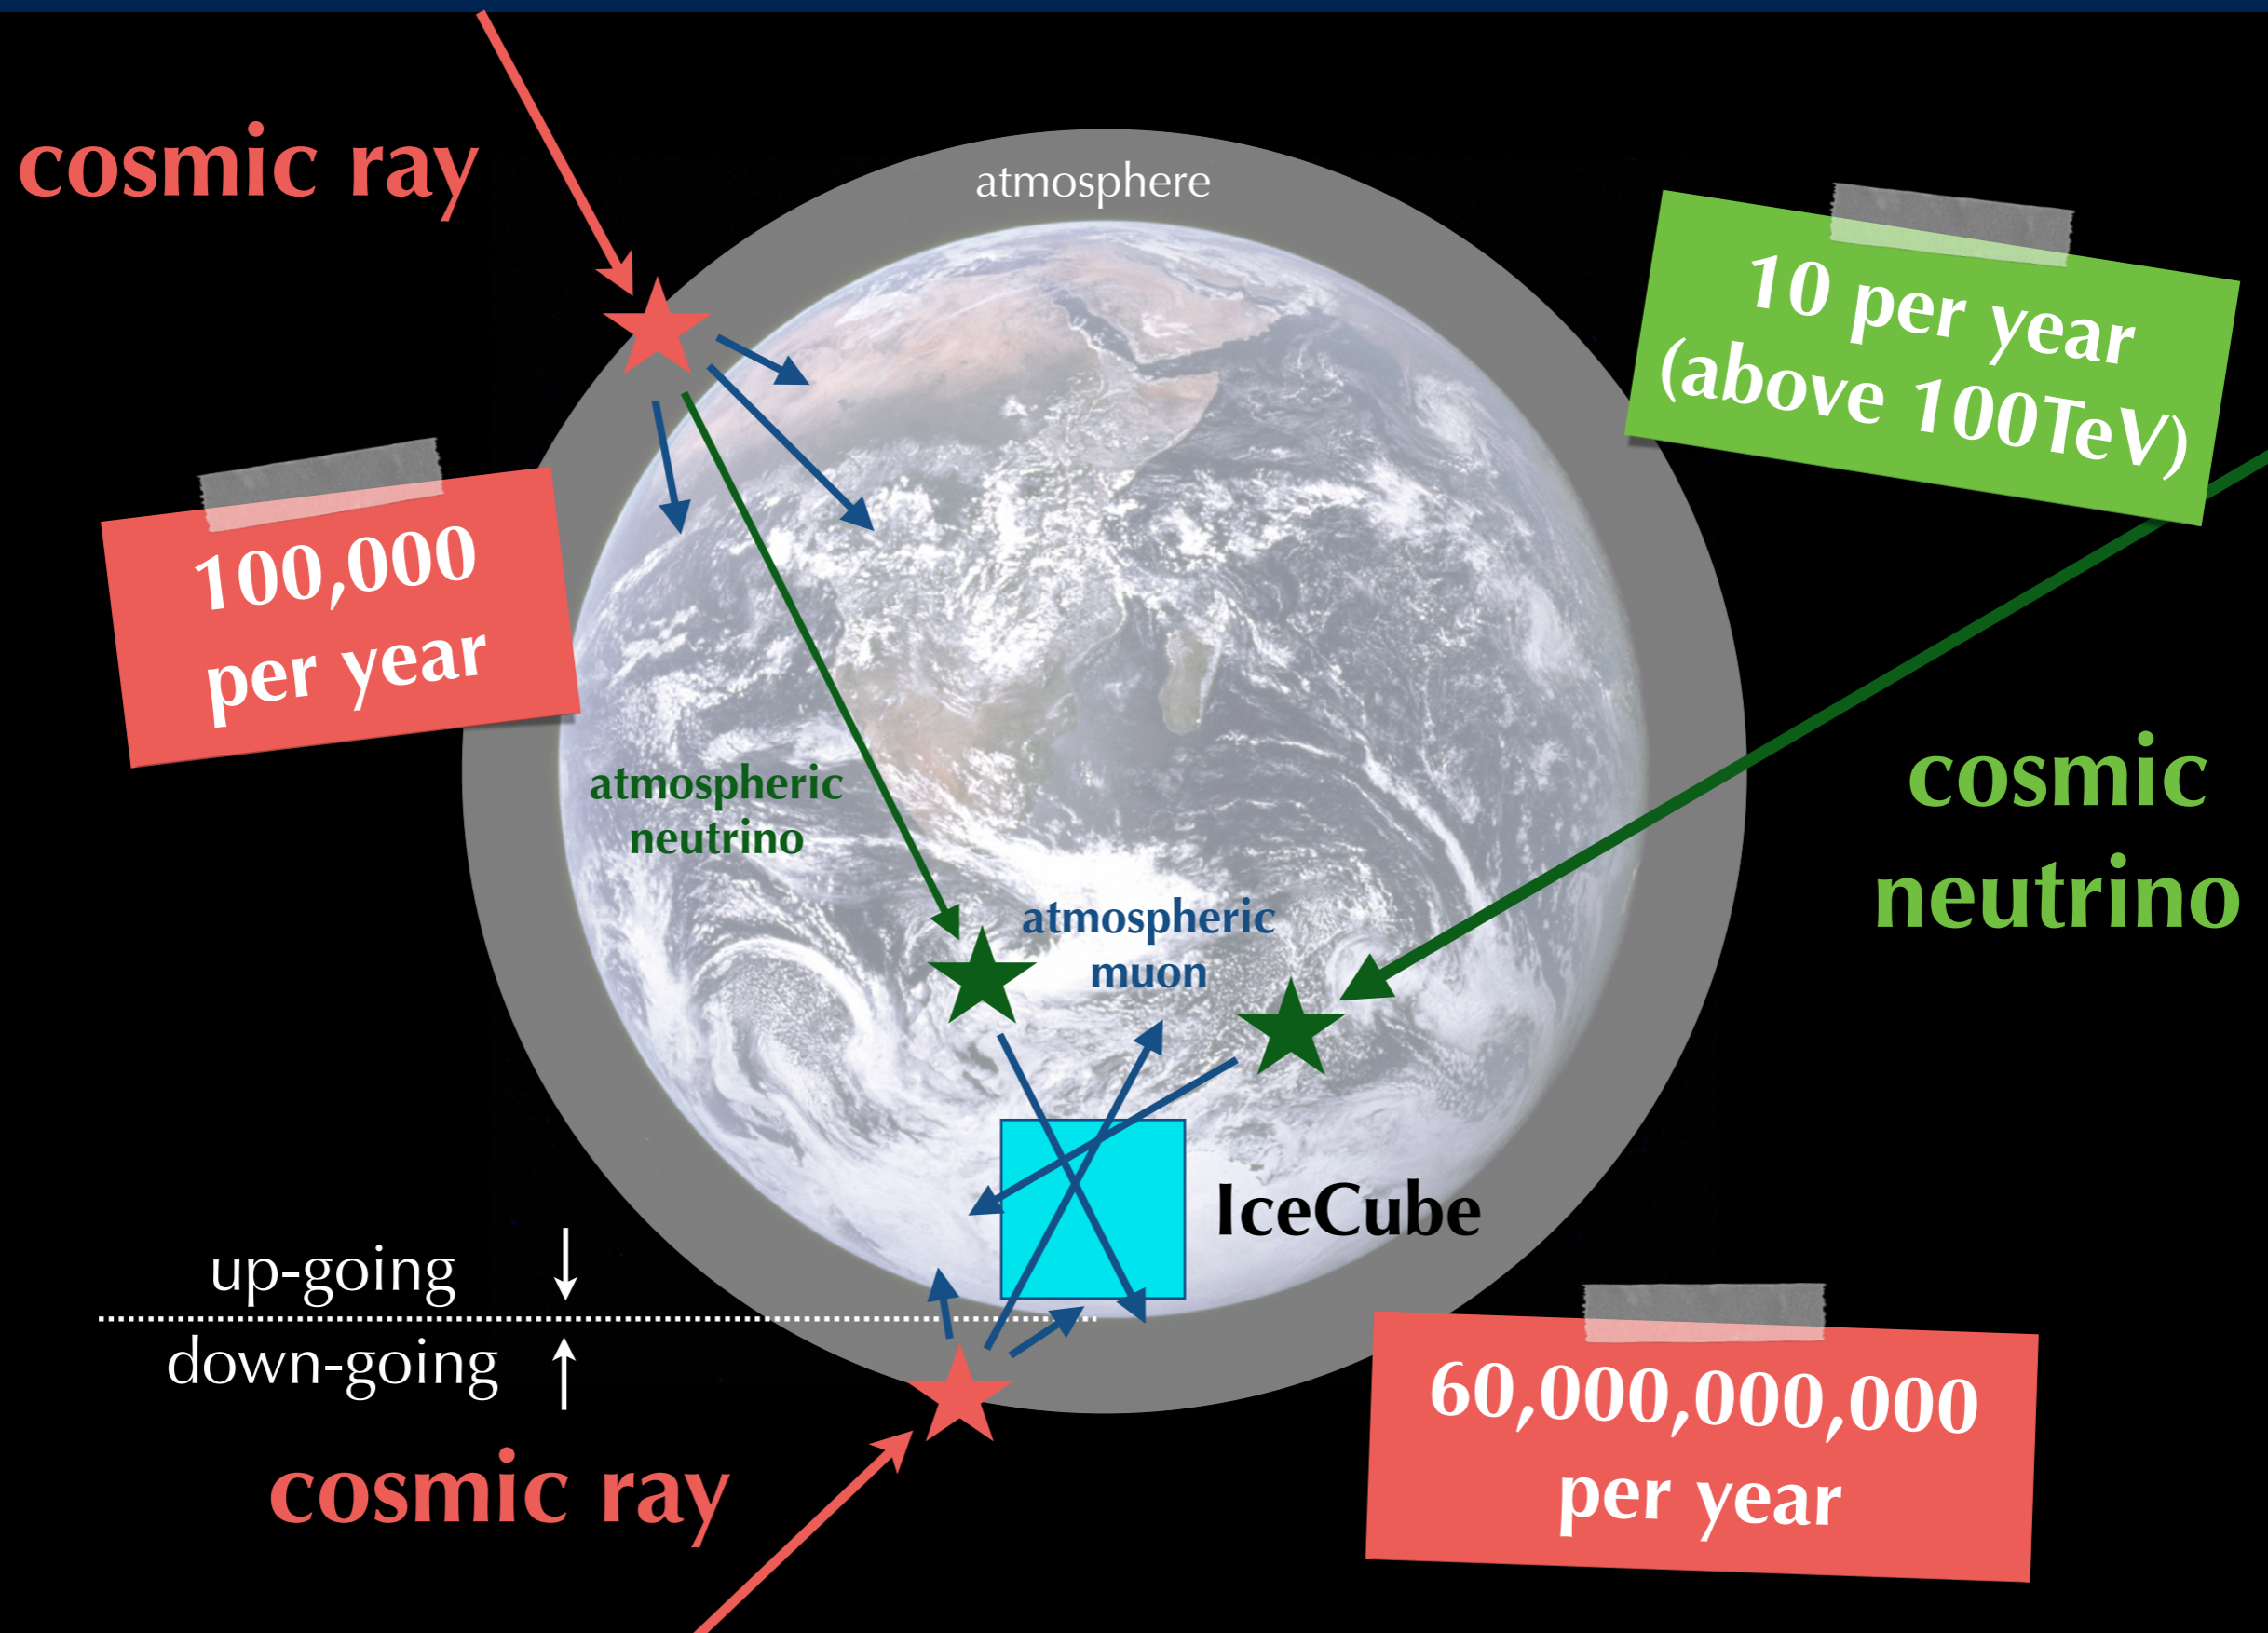 cosmic ray
atmosphere
10 per year
(above 100TeV)
100,000
per year
cosmic
neutrino
atmospheric
neutrino
atmospheric
muon
IceCube
up-going
down-going
60,000,000,000
per year
cosmic ray